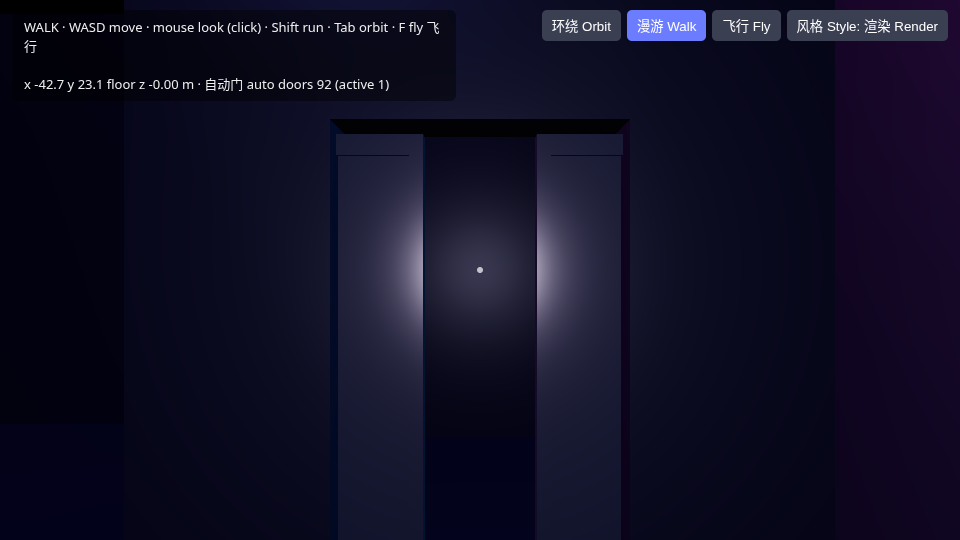 WALK · WASD move · mouse look (click) · Shift run · Tab orbit · F fly 飞
行
x -42.7 y 23.1 floor z -0.00 m · 自动门 auto doors 92 (active 1)
环绕 Orbit
漫游 Walk
飞行 Fly
风格 Style: 渲染 Render